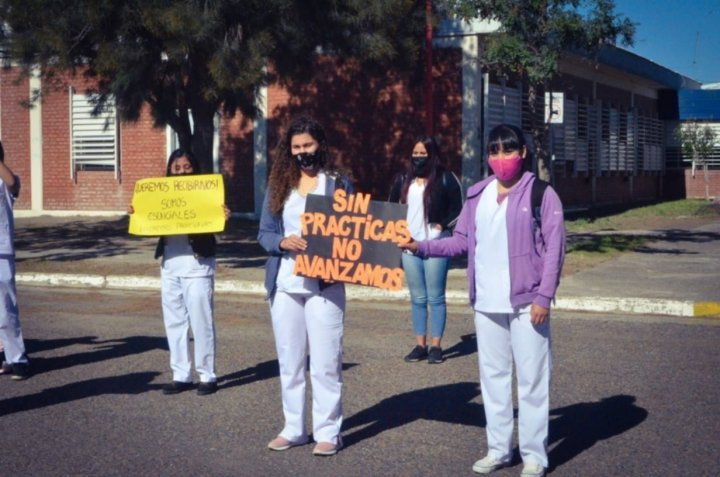 QUEREMOS RECIBIRNOS!
SOMOS
ESENCIALES
SIN
PRACTICAS
NO
AVANZAMOS.